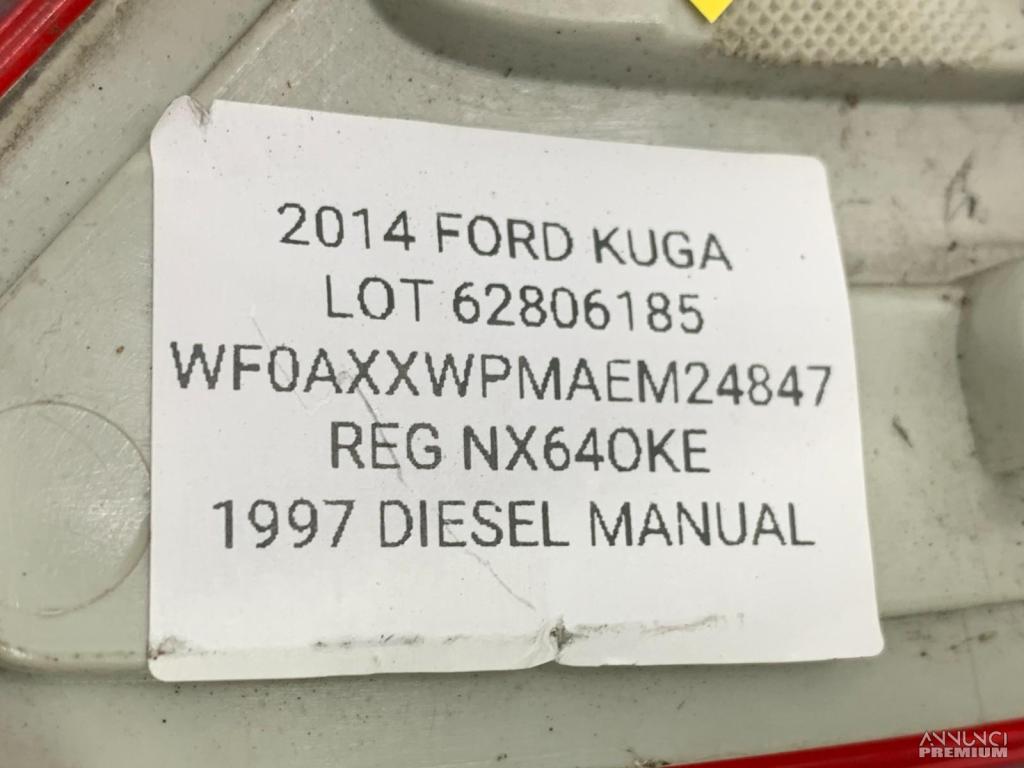 2014 FORD KUGA
LOT 62806185
WF0AXXWPMAEM24847
REG NX64OKE
1997 DIESEL MANUAL
ANNUNCI
PREMIUM